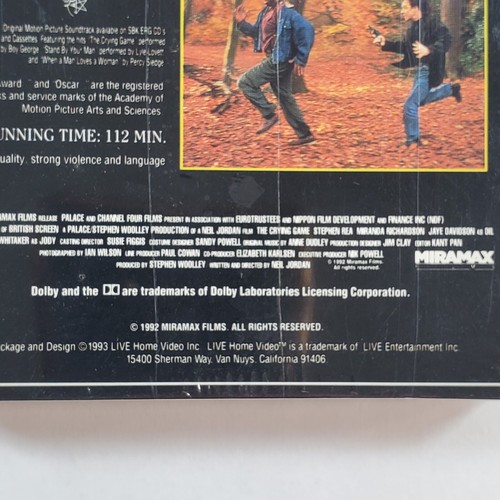 Original Motion Picture Soundtrack available on SBK ERG CD's
and Cassettes. Featuring the hits "The Crying Game" performed
by Boy George "Stand By Your Man" performed by Lyle Lovett
and "When a Man Loves a Woman" by Percy Sledge
ward™ and "Oscar"™ are the registered
s and service marks of the Academy of
Motion Picture Arts and Sciences.
UNNING TIME: 112 MIN.
uality, strong violence and language
AMAX FILMS RELEASE PALACE AND CHANNEL FOUR FILMS PRESENT IN ASSOCIATION WITH EUROTRUSTEES AND NIPPON FILM DEVELOPMENT AND FINANCE INC (NDF)
OF BRITISH SCREEN A PALACE/STEPHEN WOOLLEY PRODUCTION OF A NEIL JORDAN FILM THE CRYING GAME STEPHEN REA MIRANDA RICHARDSON JAYE DAVIDSON AS DIL
WHITAKER AS JODY CASTING DIRECTOR SUSIE FIGGIS COSTUME DESIGNER SANDY POWELL ORIGINAL MUSIC BY ANNE DUDLEY PRODUCTION DESIGNER JIM CLAY EDITOR KANT PAN
PHOTOGRAPHED BY IAN WILSON LINE PRODUCER PAUL COWAN CO-PRODUCER ELIZABETH KARLSEN EXECUTIVE PRODUCER NIK POWELL
PRODUCED BY STEPHEN WOOLLEY WRITTEN AND DIRECTED BY NEIL JORDAN
© 1992 Miramax Films.
All rights reserved.
MIRAMAX
Dolby and the are trademarks of Dolby Laboratories Licensing Corporation.
© 1992 MIRAMAX FILMS. ALL RIGHTS RESERVED.
ackage and Design ©1993 LIVE Home Video Inc. LIVE Home Video™ is a trademark of LIVE Entertainment Inc.
15400 Sherman Way, Van Nuys, California 91406